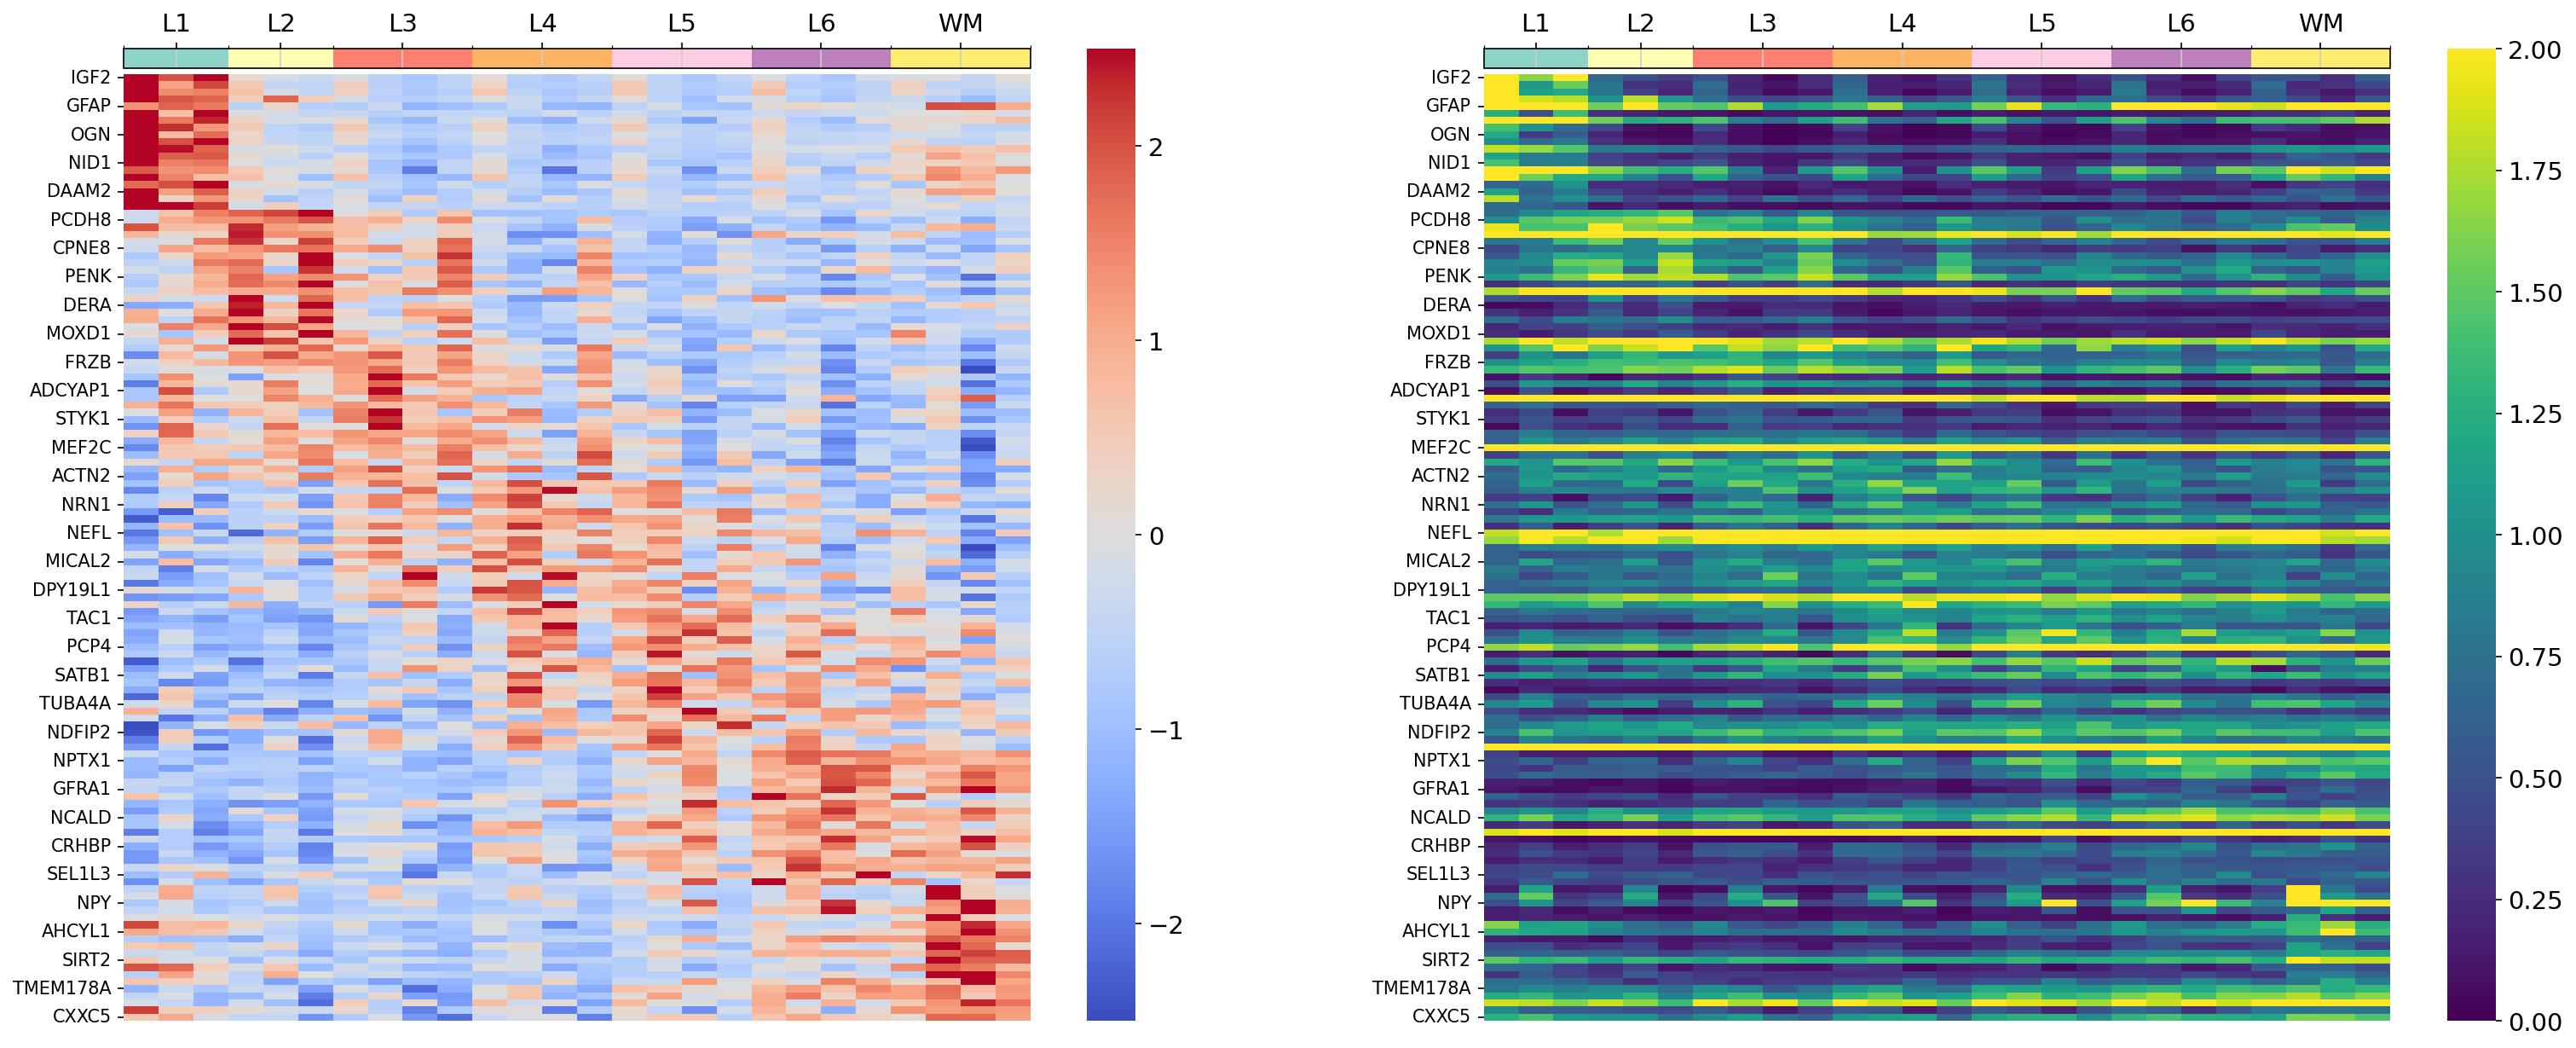 L1 L2 L3 L4 L5 L6 WM
IGF2
GFAP
OGN
NID1
DAAM2
PCDH8
CPNE8
PENK
DERA
MOXD1
FRZB
ADCYAP1
STYK1
MEF2C
ACTN2
NRN1
NEFL
MICAL2
DPY19L1
TAC1
PCP4
SATB1
TUBA4A
NDFIP2
NPTX1
GFRA1
NCALD
CRHBP
SEL1L3
NPY
AHCYL1
SIRT2
TMEM178A
CXXC5
2
1
0
−1
−2
L1 L2 L3 L4 L5 L6 WM
IGF2
GFAP
OGN
NID1
DAAM2
PCDH8
CPNE8
PENK
DERA
MOXD1
FRZB
ADCYAP1
STYK1
MEF2C
ACTN2
NRN1
NEFL
MICAL2
DPY19L1
TAC1
PCP4
SATB1
TUBA4A
NDFIP2
NPTX1
GFRA1
NCALD
CRHBP
SEL1L3
NPY
AHCYL1
SIRT2
TMEM178A
CXXC5
2.00
1.75
1.50
1.25
1.00
0.75
0.50
0.25
0.00